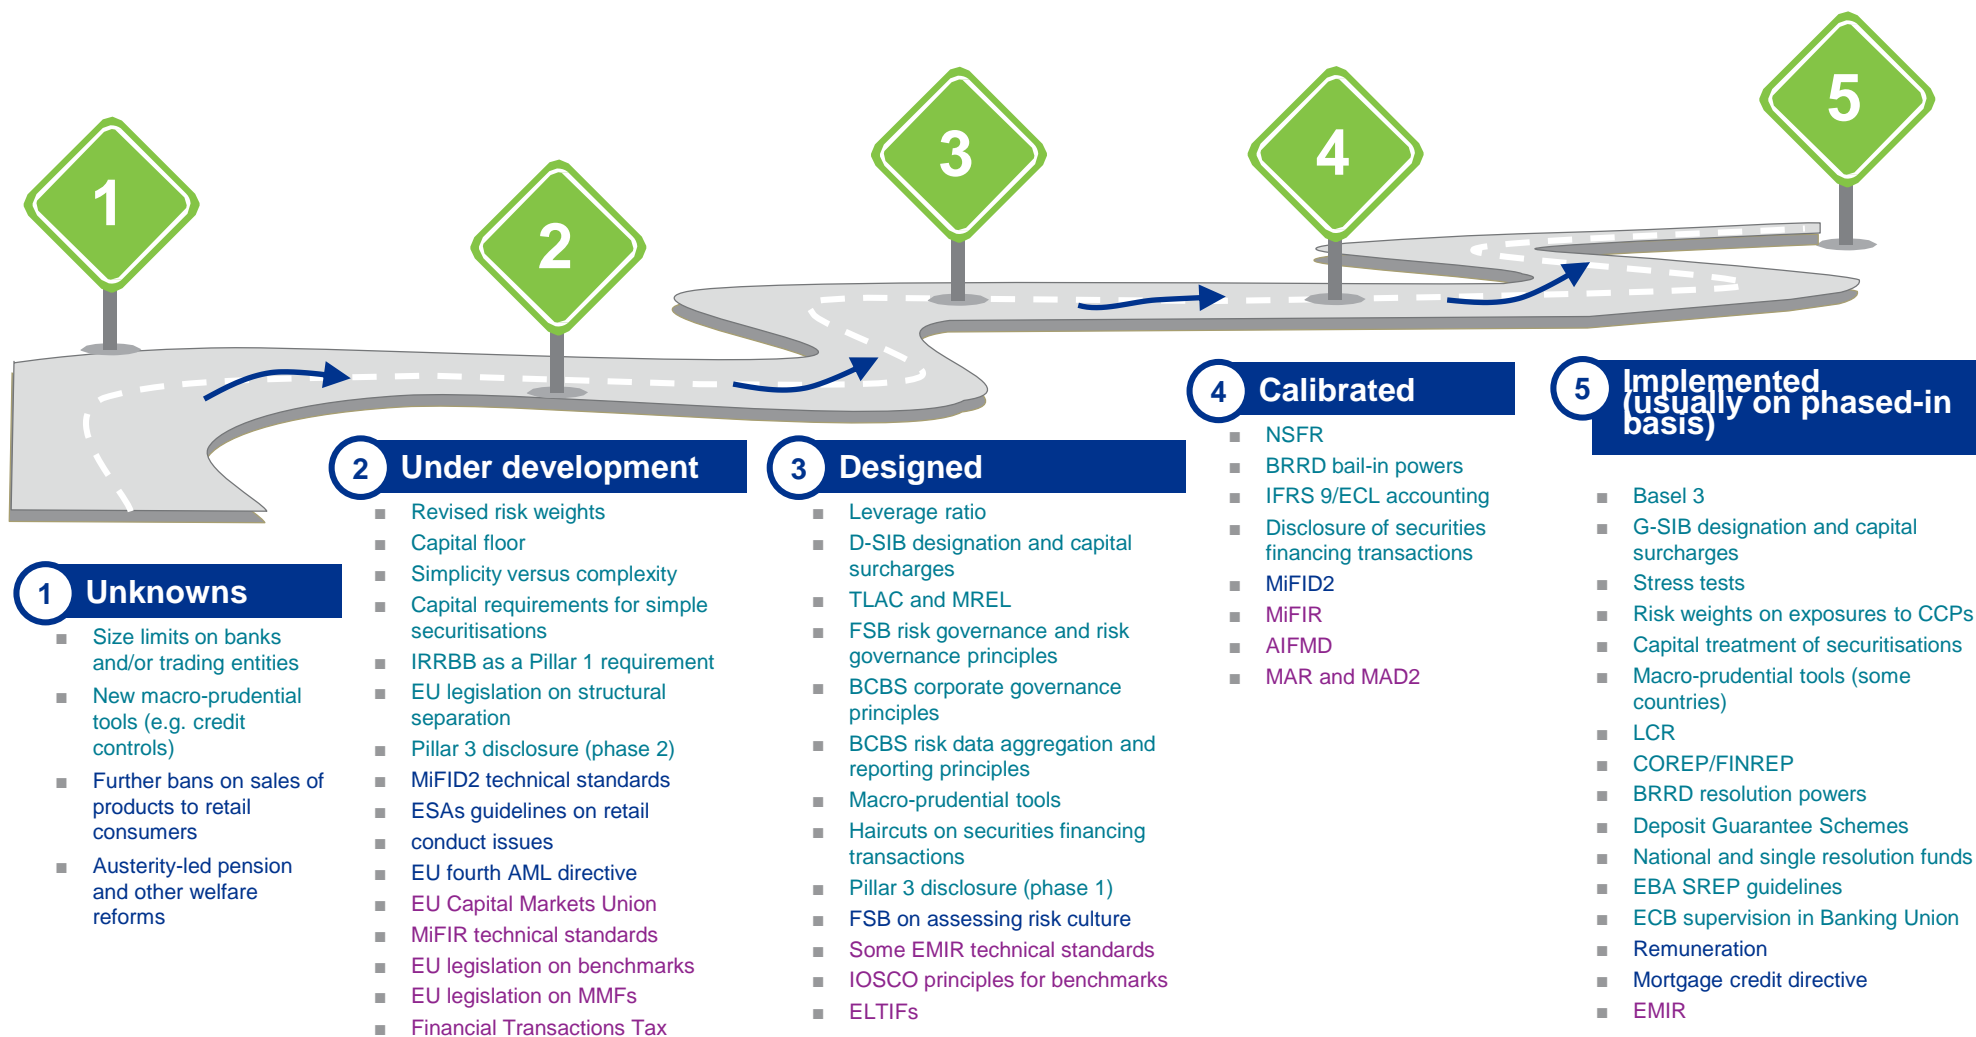 1
2
3
4
5
1 Unknowns
Size limits on banks
and/or trading entities
New macro-prudential
tools (e.g. credit
controls)
Further bans on sales of
products to retail
consumers
Austerity-led pension
and other welfare
reforms
2 Under development
Revised risk weights
Capital floor
Simplicity versus complexity
Capital requirements for simple
securitisations
IRRBB as a Pillar 1 requirement
EU legislation on structural
separation
Pillar 3 disclosure (phase 2)
MiFID2 technical standards
ESAs guidelines on retail
conduct issues
EU fourth AML directive
EU Capital Markets Union
MiFIR technical standards
EU legislation on benchmarks
EU legislation on MMFs
Financial Transactions Tax
3 Designed
Leverage ratio
D-SIB designation and capital
surcharges
TLAC and MREL
FSB risk governance and risk
governance principles
BCBS corporate governance
principles
BCBS risk data aggregation and
reporting principles
Macro-prudential tools
Haircuts on securities financing
transactions
Pillar 3 disclosure (phase 1)
FSB on assessing risk culture
Some EMIR technical standards
IOSCO principles for benchmarks
ELTIFs
4 Calibrated
NSFR
BRRD bail-in powers
IFRS 9/ECL accounting
Disclosure of securities
financing transactions
MiFID2
MiFIR
AIFMD
MAR and MAD2
5 Implemented
(usually on phased-in
basis)
Basel 3
G-SIB designation and capital
surcharges
Stress tests
Risk weights on exposures to CCPs
Capital treatment of securitisations
Macro-prudential tools (some
countries)
LCR
COREP/FINREP
BRRD resolution powers
Deposit Guarantee Schemes
National and single resolution funds
EBA SREP guidelines
ECB supervision in Banking Union
Remuneration
Mortgage credit directive
EMIR